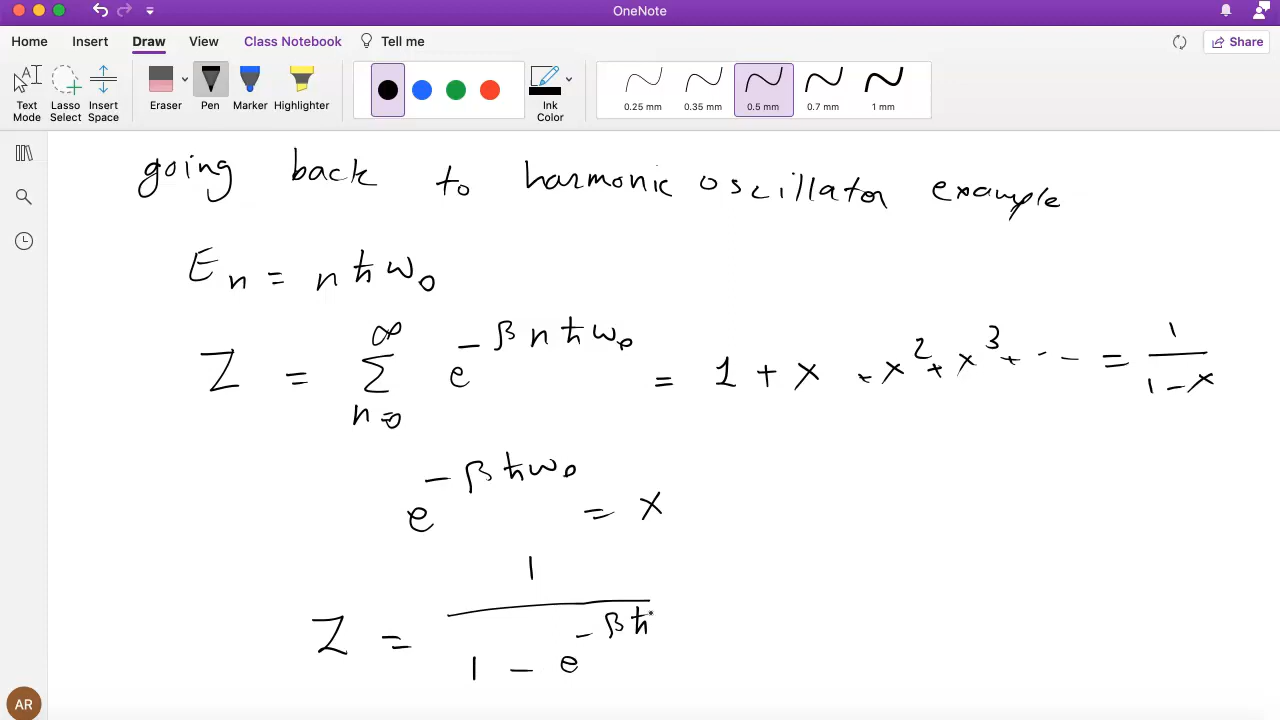 OneNote
Home Insert Draw View Class Notebook Tell me Share
Text Mode Lasso Select Insert Space Eraser Pen Marker Highlighter Ink Color 0.25 mm 0.35 mm 0.5 mm 0.7 mm 1 mm
going back to harmonic oscillator example
Eₙ = nħω₀
Z = ∑_{n=0}^{∞} e^{-βnħω₀} = 1 + x + x² + x³ + ... = 1/(1-x)
e^{-βħω₀} = x
Z = 1/(1 - e^{-βħ})
AR